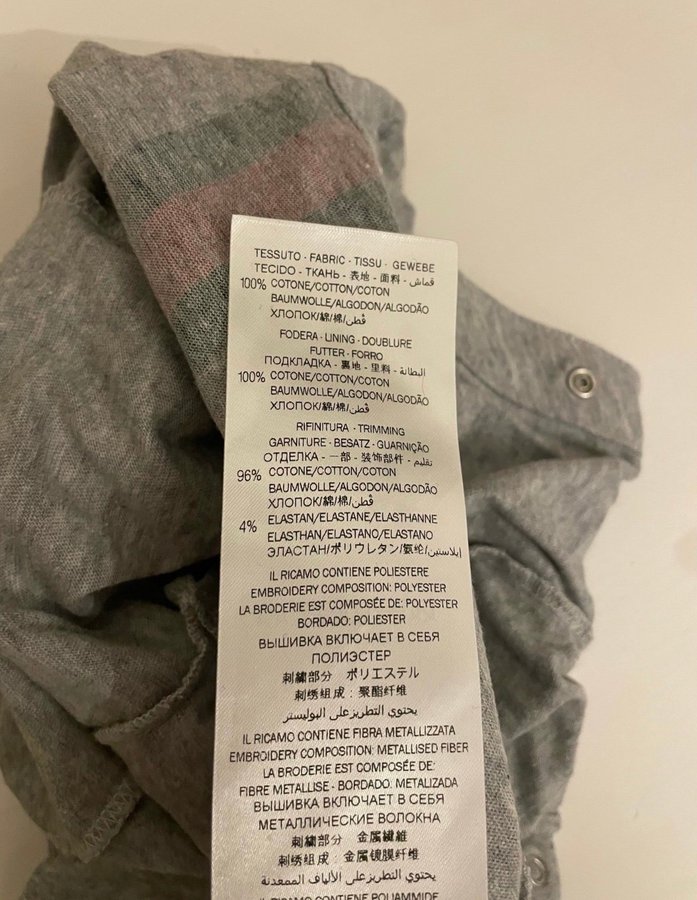 TESSUTO - FABRIC - TISSU - GEWEBE
TECIDO - ТКАНЬ - 表地 - 面料 - قماش
100% COTONE/COTTON/COTON
BAUMWOLLE/ALGODON/ALGODÃO
ХЛОПОК/綿/棉/قطن
FODERA - LINING - DOUBLURE
FUTTER - FORRO
ПОДКЛАДКА - 裏地 - 里料 - البطانة
100% COTONE/COTTON/COTON
BAUMWOLLE/ALGODON/ALGODÃO
ХЛОПОК/綿/棉/قطن
RIFINITURA - TRIMMING
GARNITURE - BESATZ - GUARNIÇÃO
ОТДЕЛКА - 一部 - 装饰部件 - تقليم
96% COTONE/COTTON/COTON
BAUMWOLLE/ALGODON/ALGODÃO
ХЛОПОК/綿/棉/قطن
4% ELASTAN/ELASTANE/ELASTHANNE
ELASTHAN/ELASTANO/ELASTANO
ЭЛАСТАН/ポリウレタン/氨纶/إيلاستين
IL RICAMO CONTIENE POLIESTERE
EMBROIDERY COMPOSITION: POLYESTER
LA BRODERIE EST COMPOSÉE DE: POLYESTER
BORDADO: POLIESTER
ВЫШИВКА ВКЛЮЧАЕТ В СЕБЯ
ПОЛИЭСТЕР
刺繍部分 ポリエステル
刺绣组成：聚酯纤维
يحتوي التطريز على البوليستر
IL RICAMO CONTIENE FIBRA METALLIZZATA
EMBROIDERY COMPOSITION: METALLISED FIBER
LA BRODERIE EST COMPOSÉE DE:
FIBRE METALLISE - BORDADO: METALIZADA
ВЫШИВКА ВКЛЮЧАЕТ В СЕБЯ
МЕТАЛЛИЧЕСКИЕ ВОЛОКНА
刺繍部分 金属繊維
刺绣组成：金属镀膜纤维
يحتوي التطريز على الألياف الممعدنة
IL RICAMO CONTIENE POLIAMMIDE